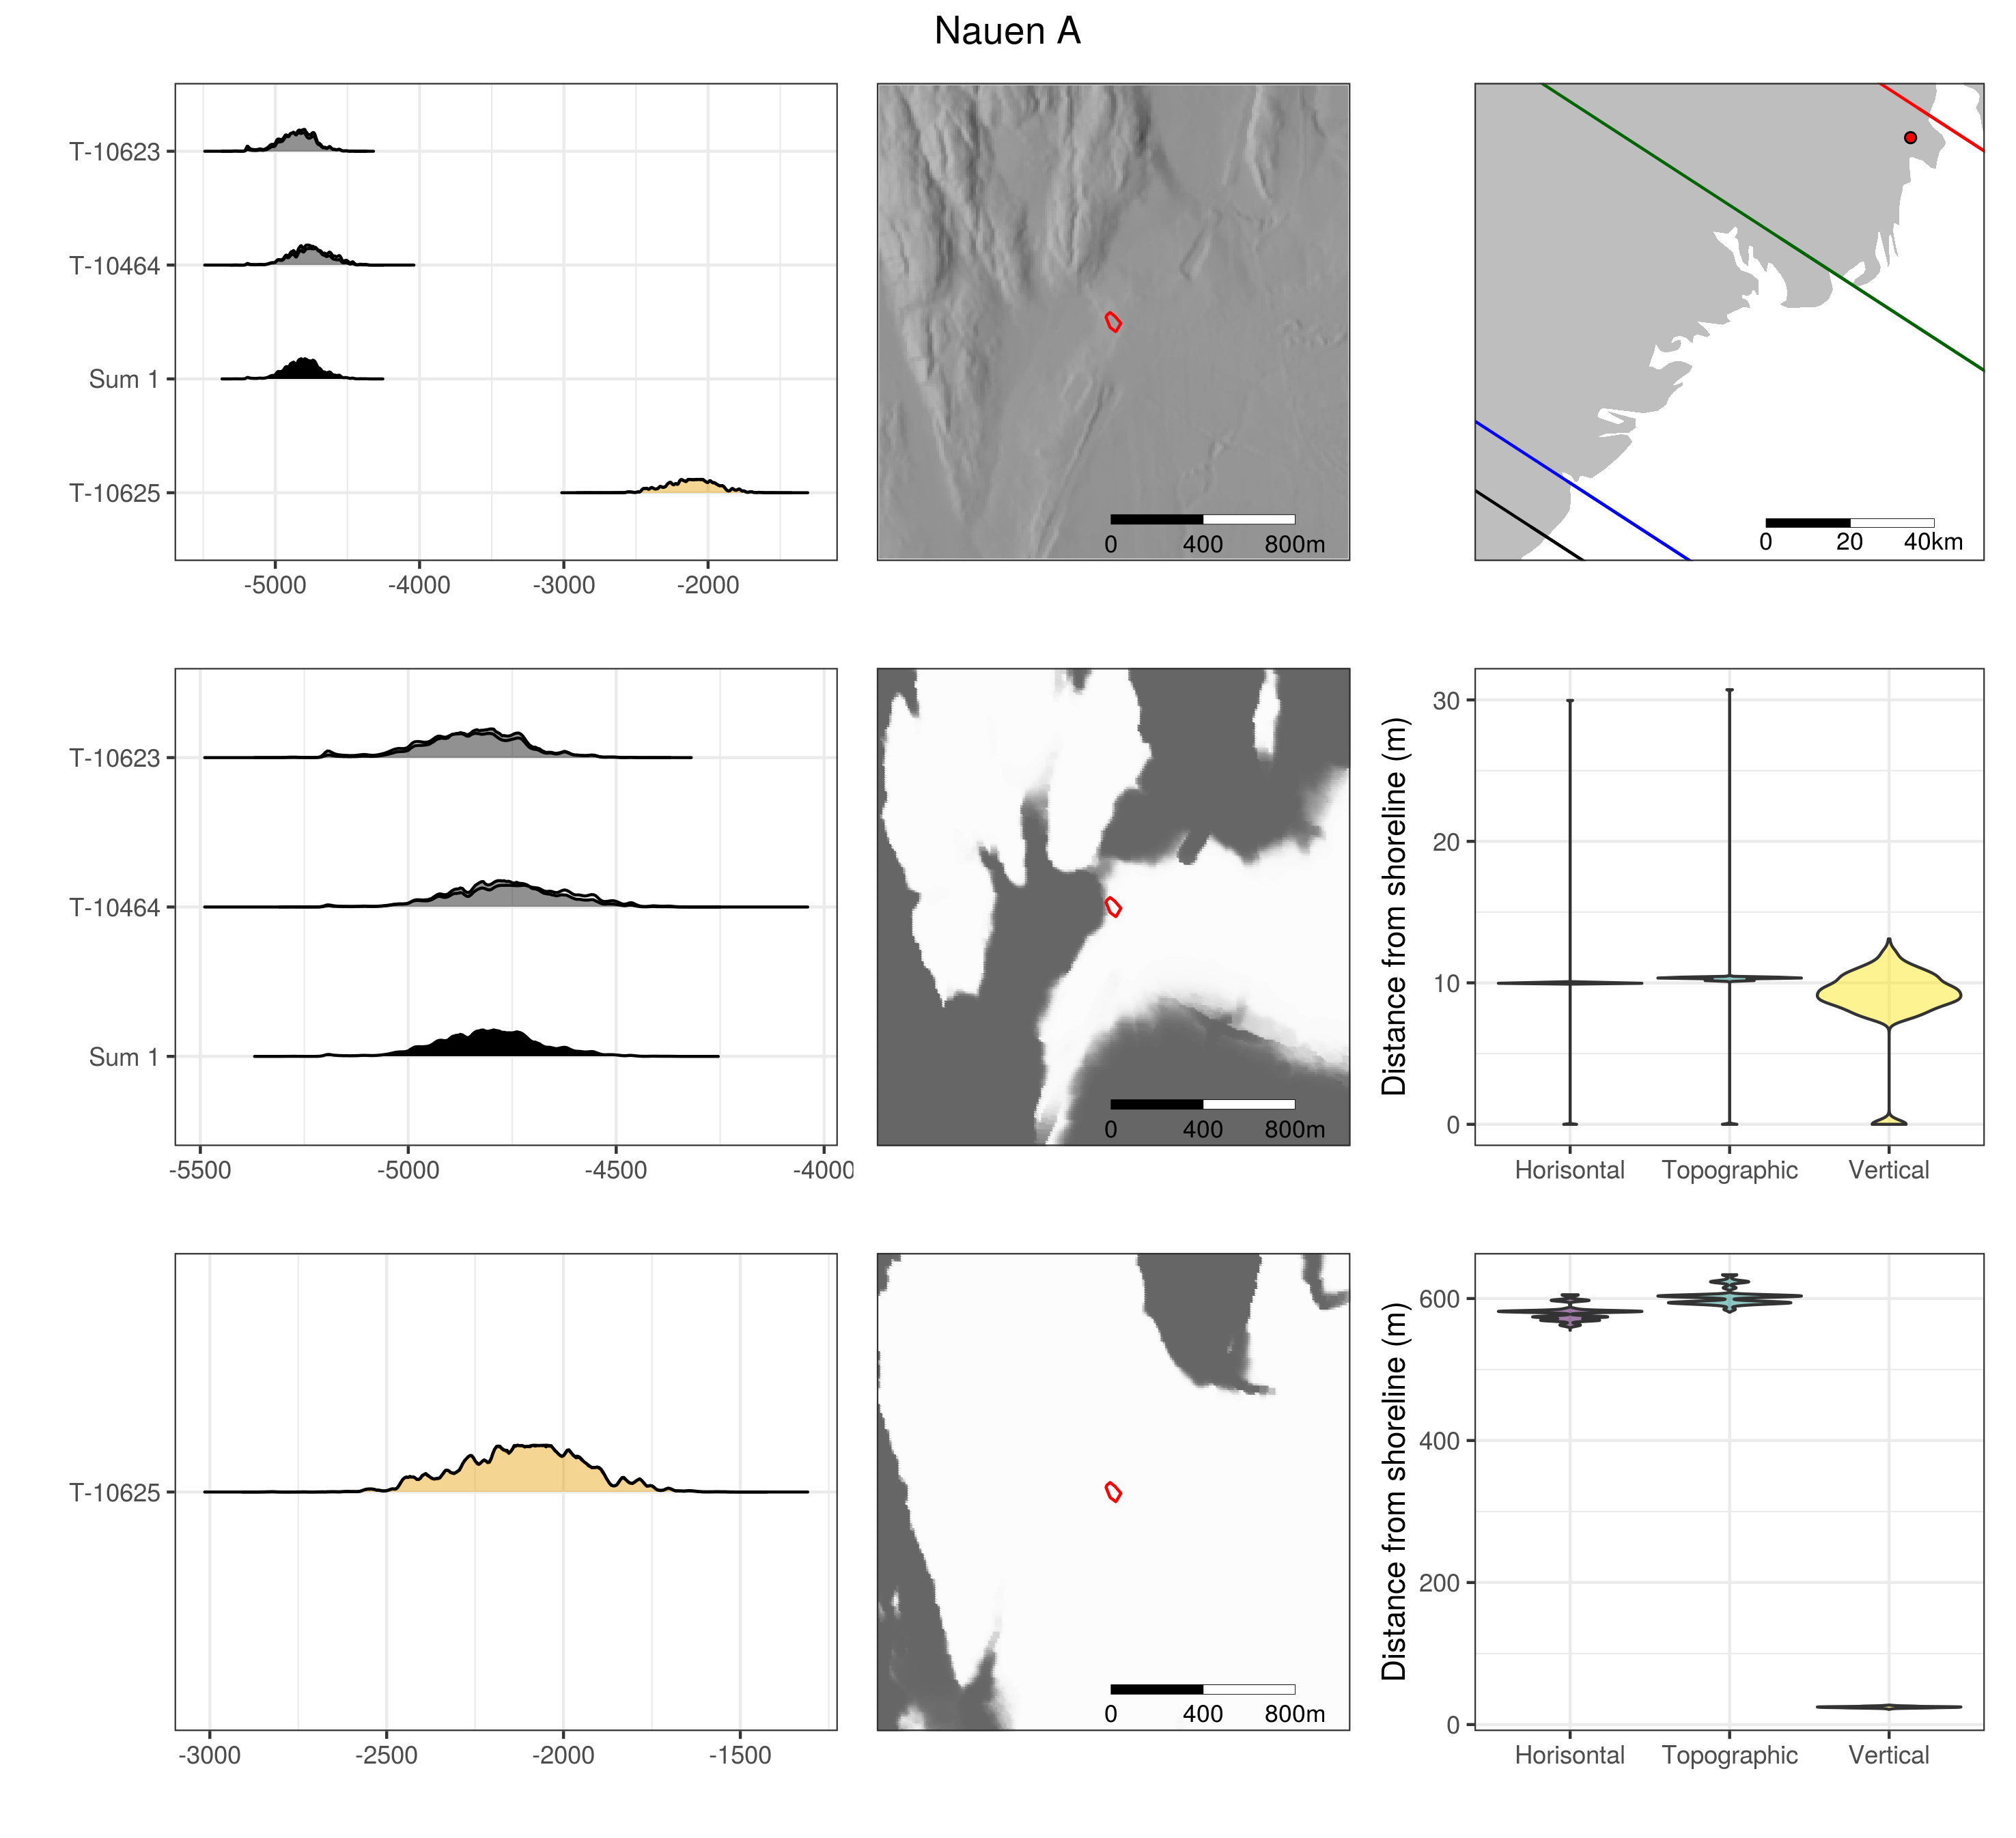 Nauen A
T-10623
T-10464
Sum 1
T-10625
-5000 -4000 -3000 -2000
0 400 800m
0 20 40km
T-10623
T-10464
Sum 1
-5500 -5000 -4500 -4000
0 400 800m
Distance from shoreline (m)
30
20
10
0
Horisontal Topographic Vertical
T-10625
-3000 -2500 -2000 -1500
0 400 800m
Distance from shoreline (m)
600
400
200
0
Horisontal Topographic Vertical